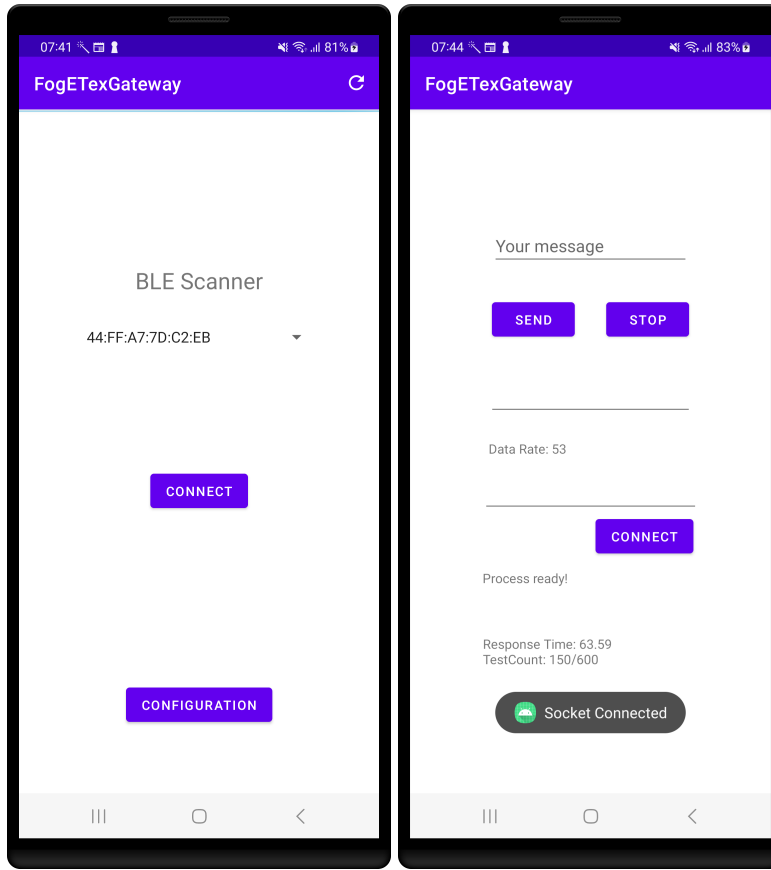 07:41
81%
FogETexGateway
BLE Scanner
44:FF:A7:7D:C2:EB
CONNECT
CONFIGURATION
07:44
83%
FogETexGateway
Your message
SEND
STOP
Data Rate: 53
CONNECT
Process ready!
Response Time: 63.59
TestCount: 150/600
Socket Connected